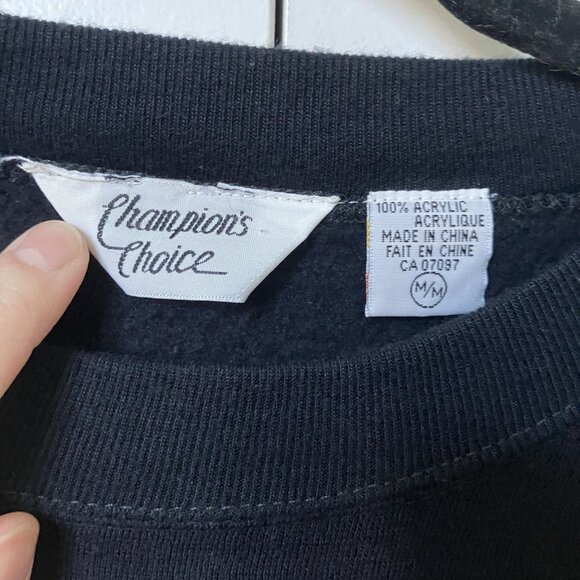 Champion's
Choice
100% ACRYLIC
ACRYLIQUE
MADE IN CHINA
FAIT EN CHINE
CA 07097
M/M